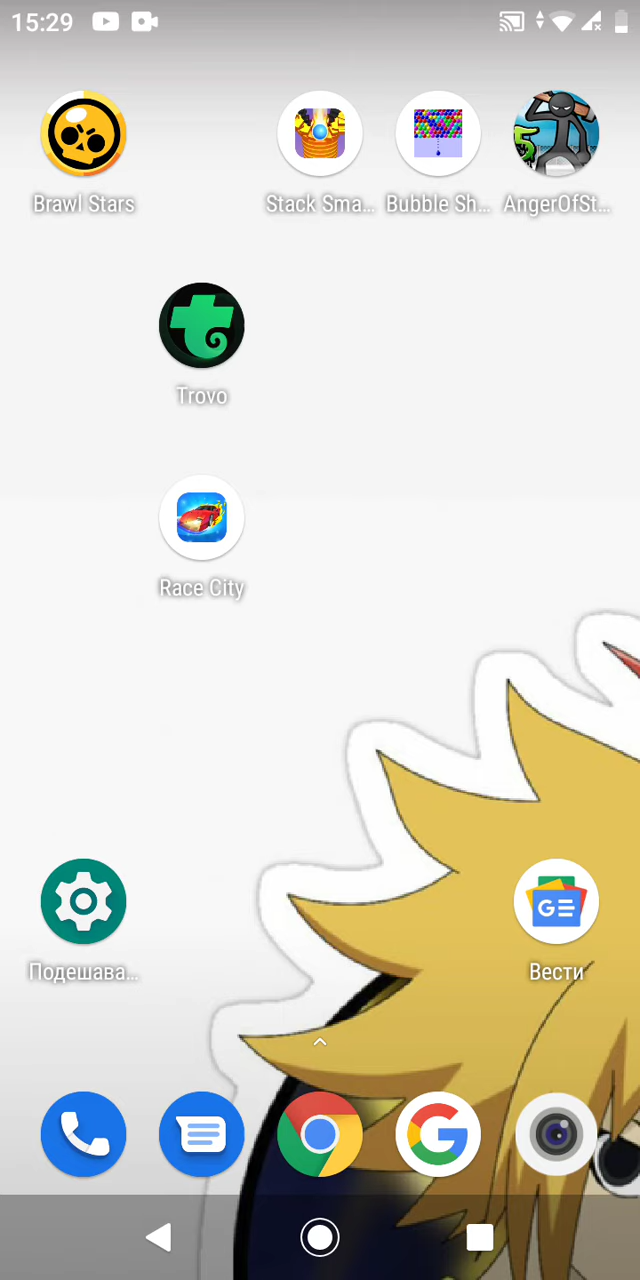 15:29
Brawl Stars
Stack Sma...
Bubble Sh...
AngerOfSt...
Trovo
Race City
Подешава...
Вести